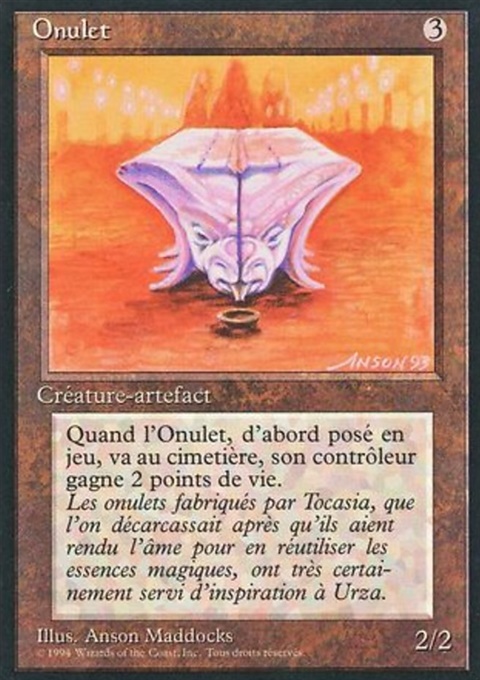 Onulet 3
ANSON 93
Créature-artefact
Quand l'Onulet, d'abord posé en
jeu, va au cimetière, son contrôleur
gagne 2 points de vie.
Les onulets fabriqués par Tocasia, que
l'on décarcassait après qu'ils aient
rendu l'âme pour en réutiliser les
essences magiques, ont très certai-
nement servi d'inspiration à Urza.
Illus. Anson Maddocks 2/2
© 1994 Wizards of the Coast, Inc. Tous droits réservés.